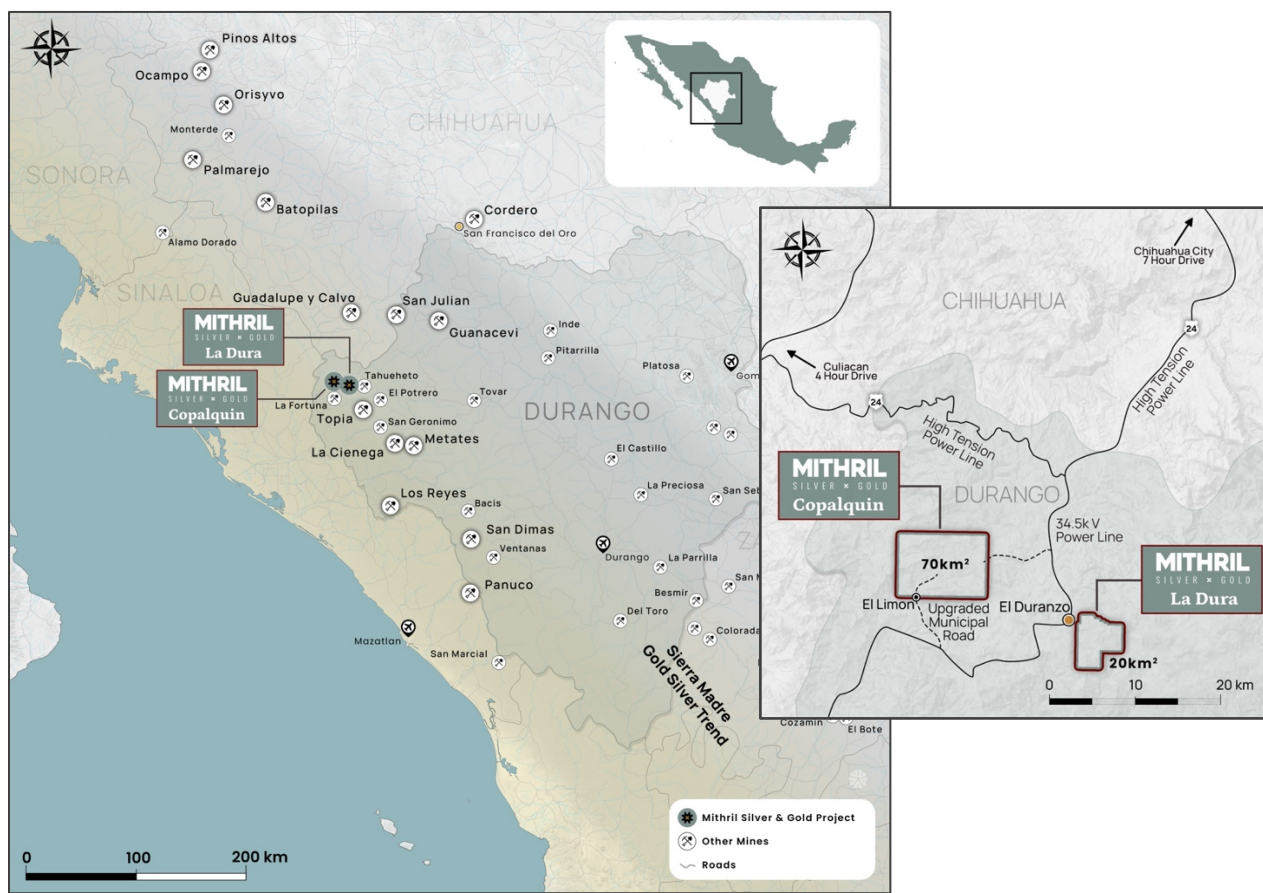 Pinos Altos
Ocampo
Orisyvo
Monterde
CHIHUAHUA
SONORA
Palmarejo
Batopilas
Cordero
San Francisco del Oro
Alamo Dorado
SINALOA
Guadalupe y Calvo
San Julian
Guanacevi
Inde
Pitarrilla
MITHRIL
SILVER × GOLD
La Dura
Platosa
Gom
MITHRIL
SILVER × GOLD
Copalquin
Tahueheto
La Fortuna
El Potrero
Tovar
Topia
DURANGO
San Geronimo
La Cienega
Metates
El Castillo
La Preciosa
San Seb
Los Reyes
Bacis
San Dimas
Ventanas
Durango
La Parrilla
ZA
Panuco
Besmir
San M
Del Toro
Colorada
Mazatlan
San Marcial
Sierra Madre
Gold Silver Trend
Cozamin
El Bote
Mithril Silver & Gold Project
Other Mines
Roads
0 100 200 km
Chihuahua City
7 Hour Drive
CHIHUAHUA
24
Culiacan
4 Hour Drive
24
High Tension
Power Line
High Tension
Power Line
MITHRIL
SILVER × GOLD
Copalquin
DURANGO
34.5k V
Power Line
70km²
MITHRIL
SILVER × GOLD
La Dura
El Limon
Upgraded
Municipal
Road
El Duranzo
20km²
0 10 20 km